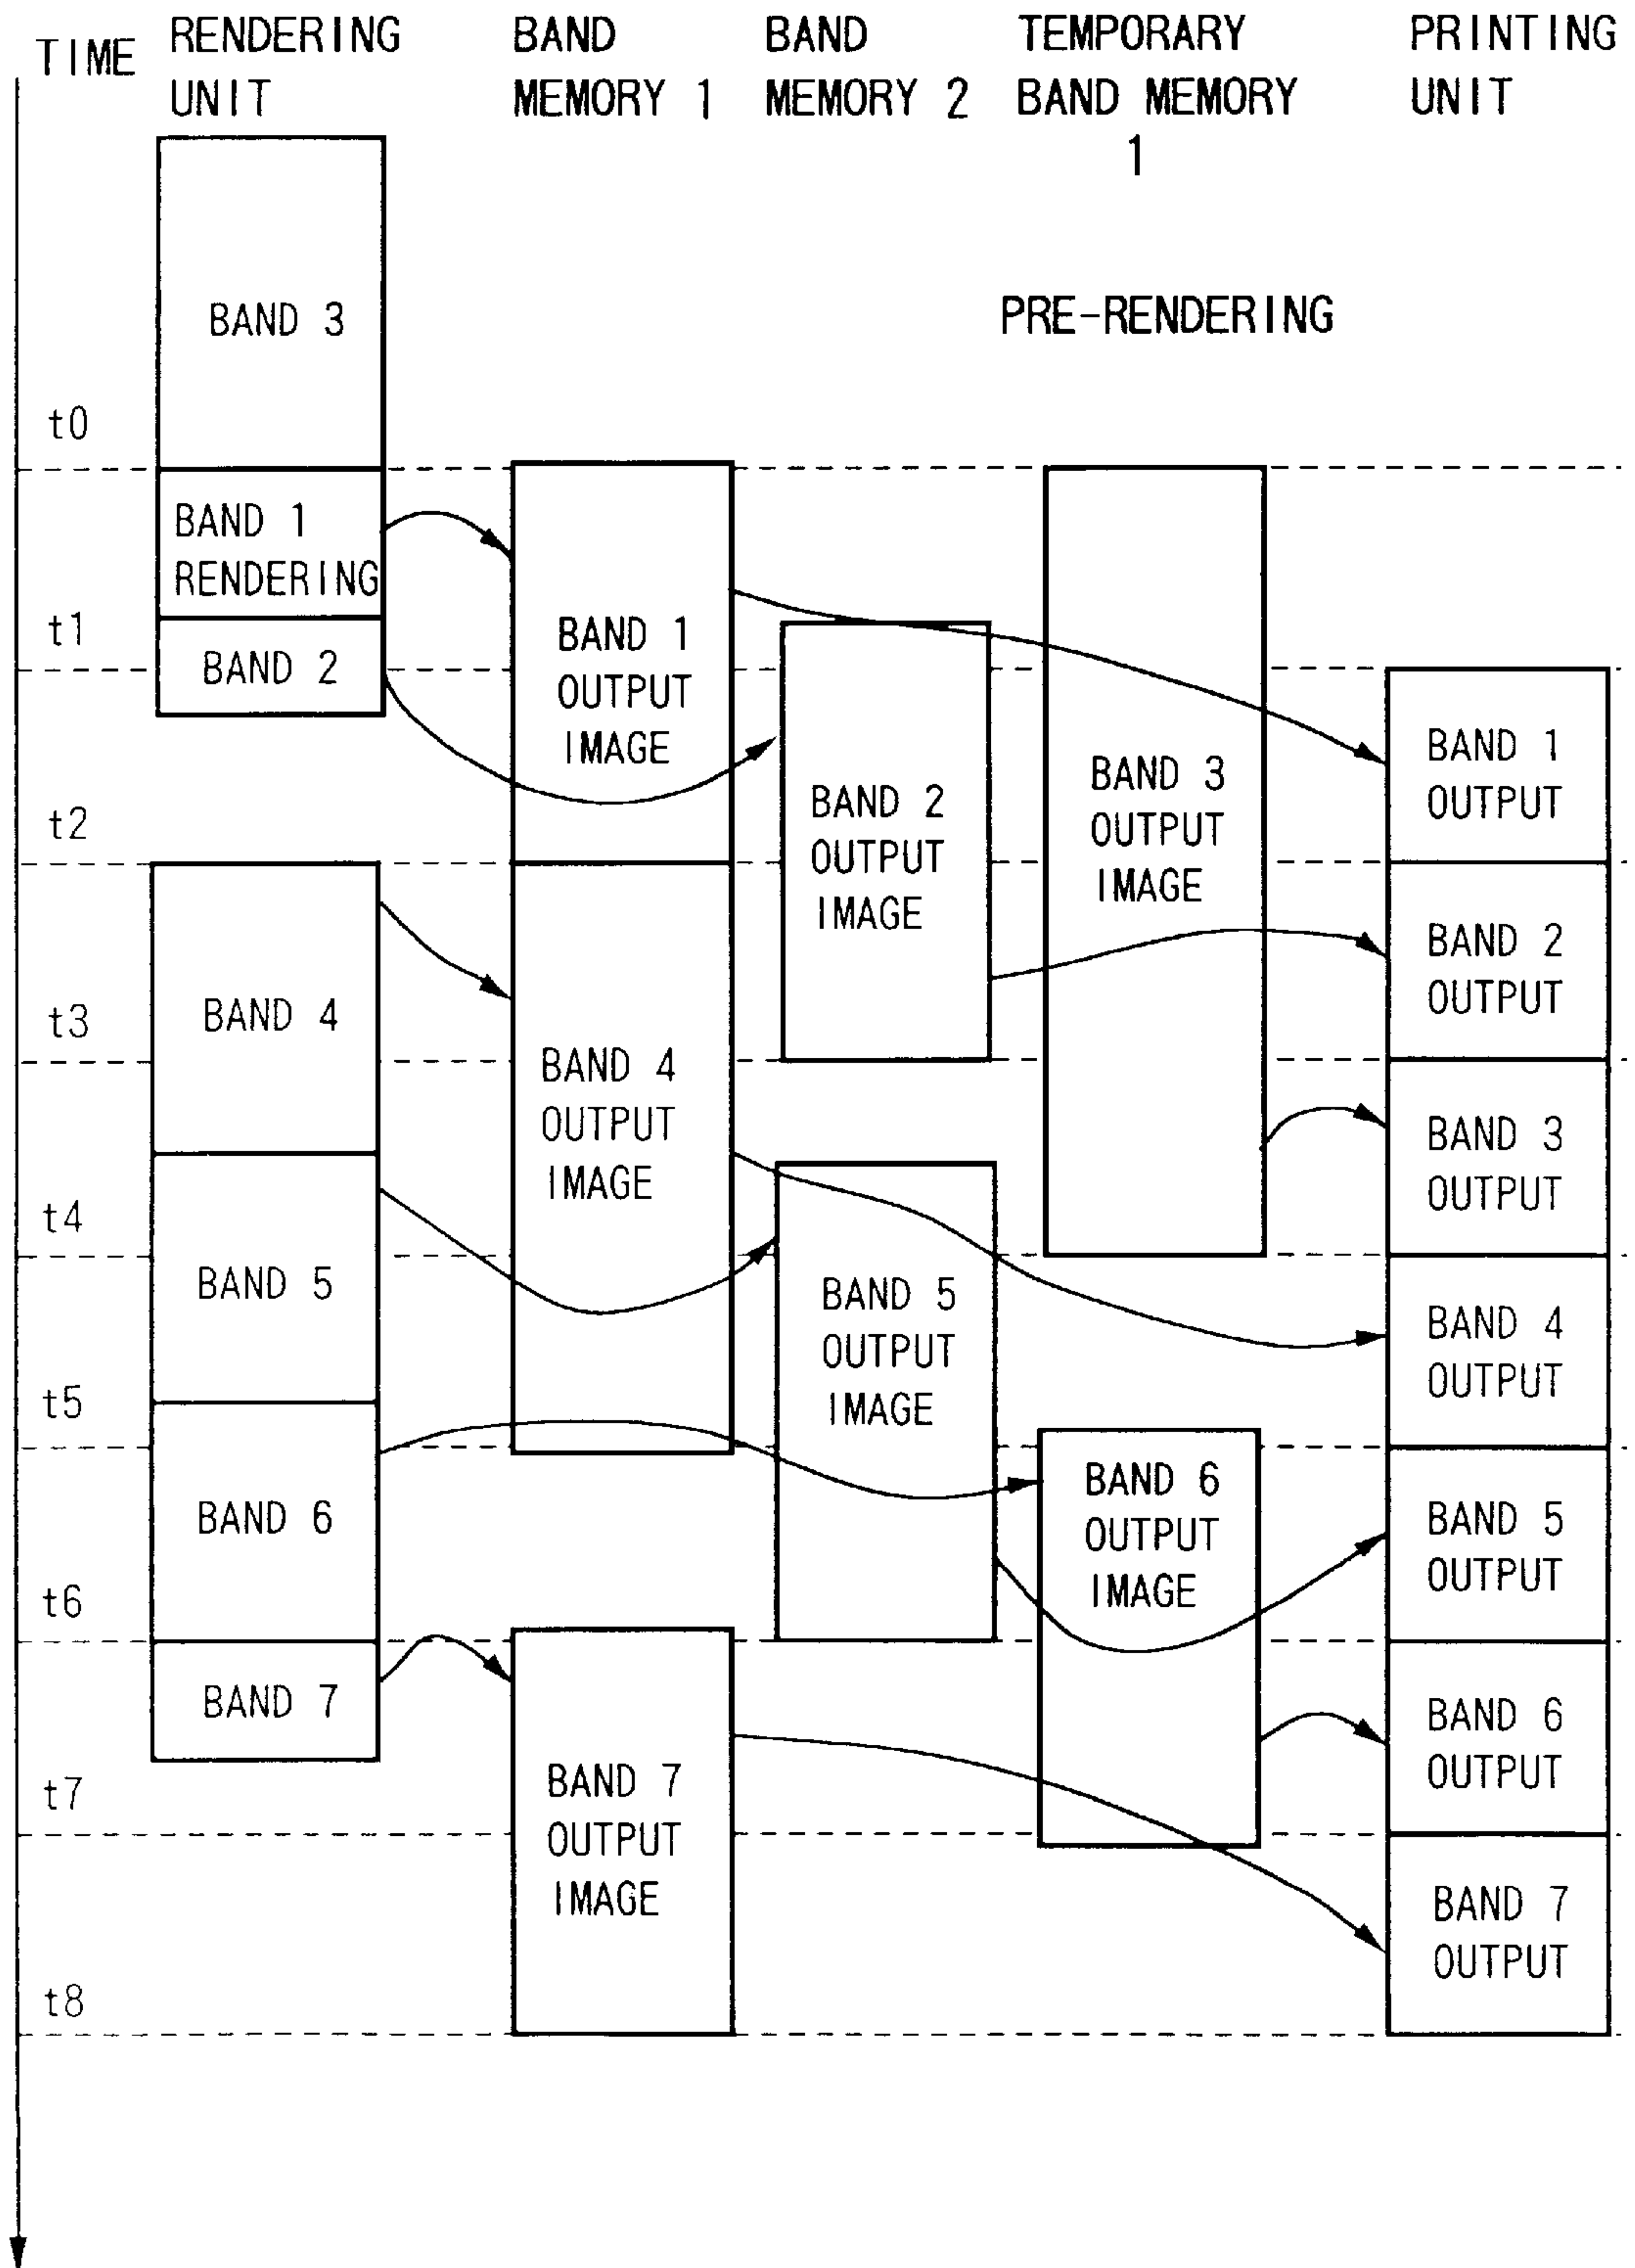 TIME
RENDERING
UNIT
BAND
MEMORY 1
BAND
MEMORY 2
TEMPORARY
BAND MEMORY
1
PRINTING
UNIT
BAND 3
PRE-RENDERING
t0
BAND 1
RENDERING
t1
BAND 2
BAND 1
OUTPUT
IMAGE
BAND 2
OUTPUT
IMAGE
BAND 3
OUTPUT
IMAGE
BAND 1
OUTPUT
t2
BAND 2
OUTPUT
t3
BAND 4
BAND 4
OUTPUT
IMAGE
BAND 3
OUTPUT
t4
BAND 5
BAND 5
OUTPUT
IMAGE
BAND 4
OUTPUT
t5
BAND 6
BAND 6
OUTPUT
IMAGE
BAND 5
OUTPUT
t6
BAND 7
BAND 7
OUTPUT
IMAGE
BAND 6
OUTPUT
t7
BAND 7
OUTPUT
t8